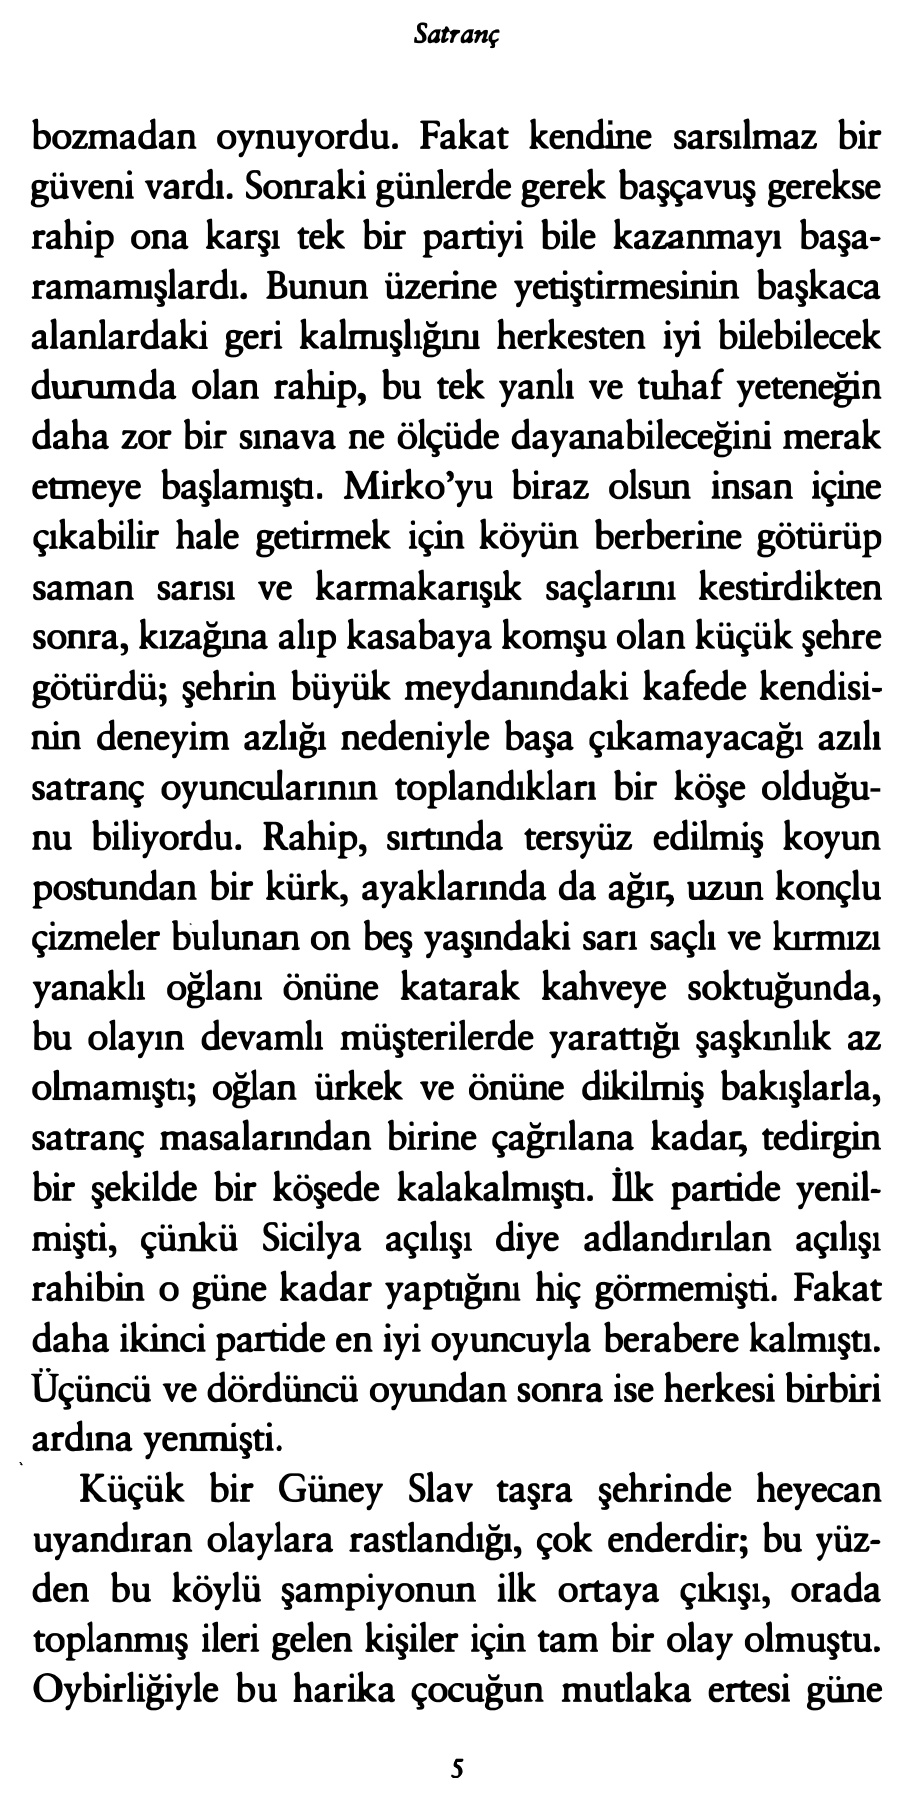 Satranç
bozmadan oynuyordu. Fakat kendine sarsılmaz bir
güveni vardı. Sonraki günlerde gerek başçavuş gerekse
rahip ona karşı tek bir partiyi bile kazanmayı başa-
ramamışlardı. Bunun üzerine yetiştirmesinin başkaca
alanlardaki geri kalmışlığını herkesten iyi bilebilecek
durumda olan rahip, bu tek yanlı ve tuhaf yeteneğin
daha zor bir sınava ne ölçüde dayanabileceğini merak
etmeye başlamıştı. Mirko’yu biraz olsun insan içine
çıkabilir hale getirmek için köyün berberine götürüp
saman sarısı ve karmakarışık saçlarını kestirdikten
sonra, kızağına alıp kasabaya komşu olan küçük şehre
götürdü; şehrin büyük meydanındaki kafede kendisi-
nin deneyim azlığı nedeniyle başa çıkamayacağı azılı
satranç oyuncularının toplandıkları bir köşe olduğu-
nu biliyordu. Rahip, sırtında tersyüz edilmiş koyun
postundan bir kürk, ayaklarında da ağır, uzun konçlu
çizmeler bulunan on beş yaşındaki sarı saçlı ve kırmızı
yanaklı oğlanı önüne katarak kahveye soktuğunda,
bu olayın devamlı müşterilerde yarattığı şaşkınlık az
olmamıştı; oğlan ürkek ve önüne dikilmiş bakışlarla,
satranç masalarından birine çağrılana kadar, tedirgin
bir şekilde bir köşede kalakalmıştı. İlk partide yenil-
mişti, çünkü Sicilya açılışı diye adlandırılan açılışı
rahibin o güne kadar yaptığını hiç görmemişti. Fakat
daha ikinci partide en iyi oyuncuyla berabere kalmıştı.
Üçüncü ve dördüncü oyundan sonra ise herkesi birbiri
ardına yenmişti.
Küçük bir Güney Slav taşra şehrinde heyecan
uyandıran olaylara rastlandığı, çok enderdir; bu yüz-
den bu köylü şampiyonun ilk ortaya çıkışı, orada
toplanmış ileri gelen kişiler için tam bir olay olmuştu.
Oybirliğiyle bu harika çocuğun mutlaka ertesi güne
5